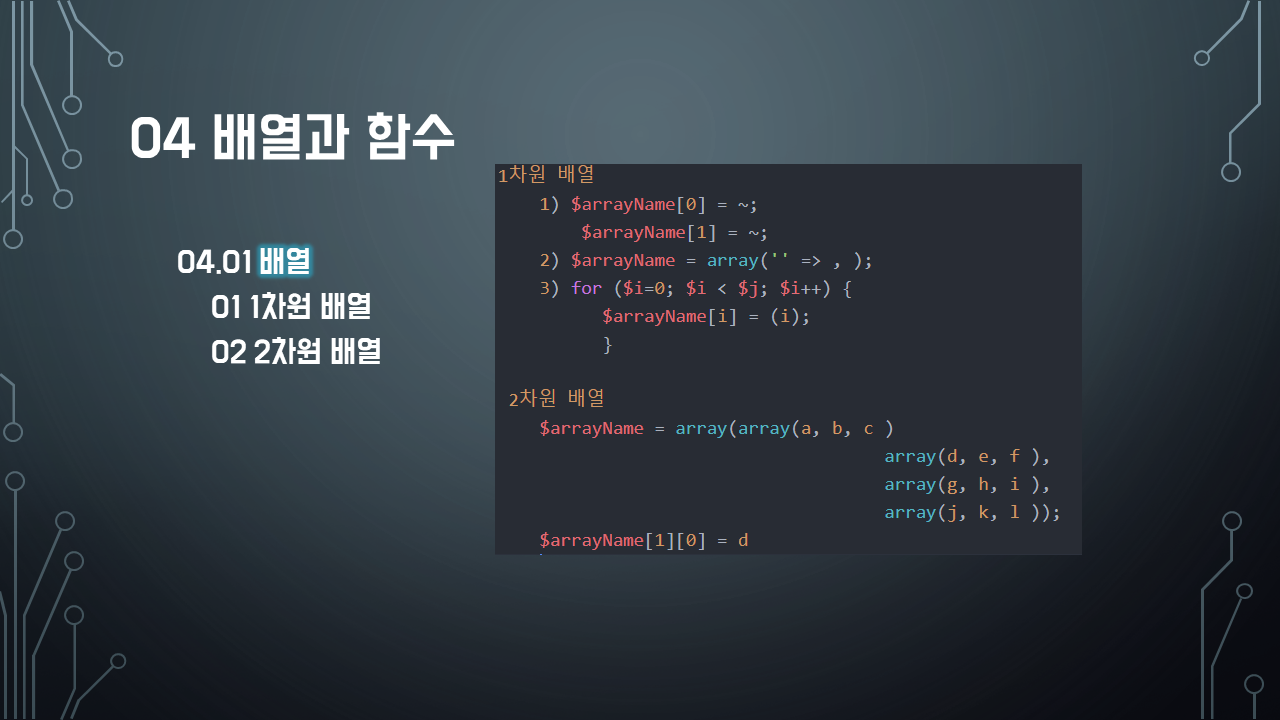 04 배열과 함수
04.01 배열
01 1차원 배열
02 2차원 배열
1차원 배열
1) $arrayName[0] = ~;
$arrayName[1] = ~;
2) $arrayName = array('' => , );
3) for ($i=0; $i < $j; $i++) {
$arrayName[i] = (i);
}
2차원 배열
$arrayName = array(array(a, b, c )
array(d, e, f ),
array(g, h, i ),
array(j, k, l ));
$arrayName[1][0] = d